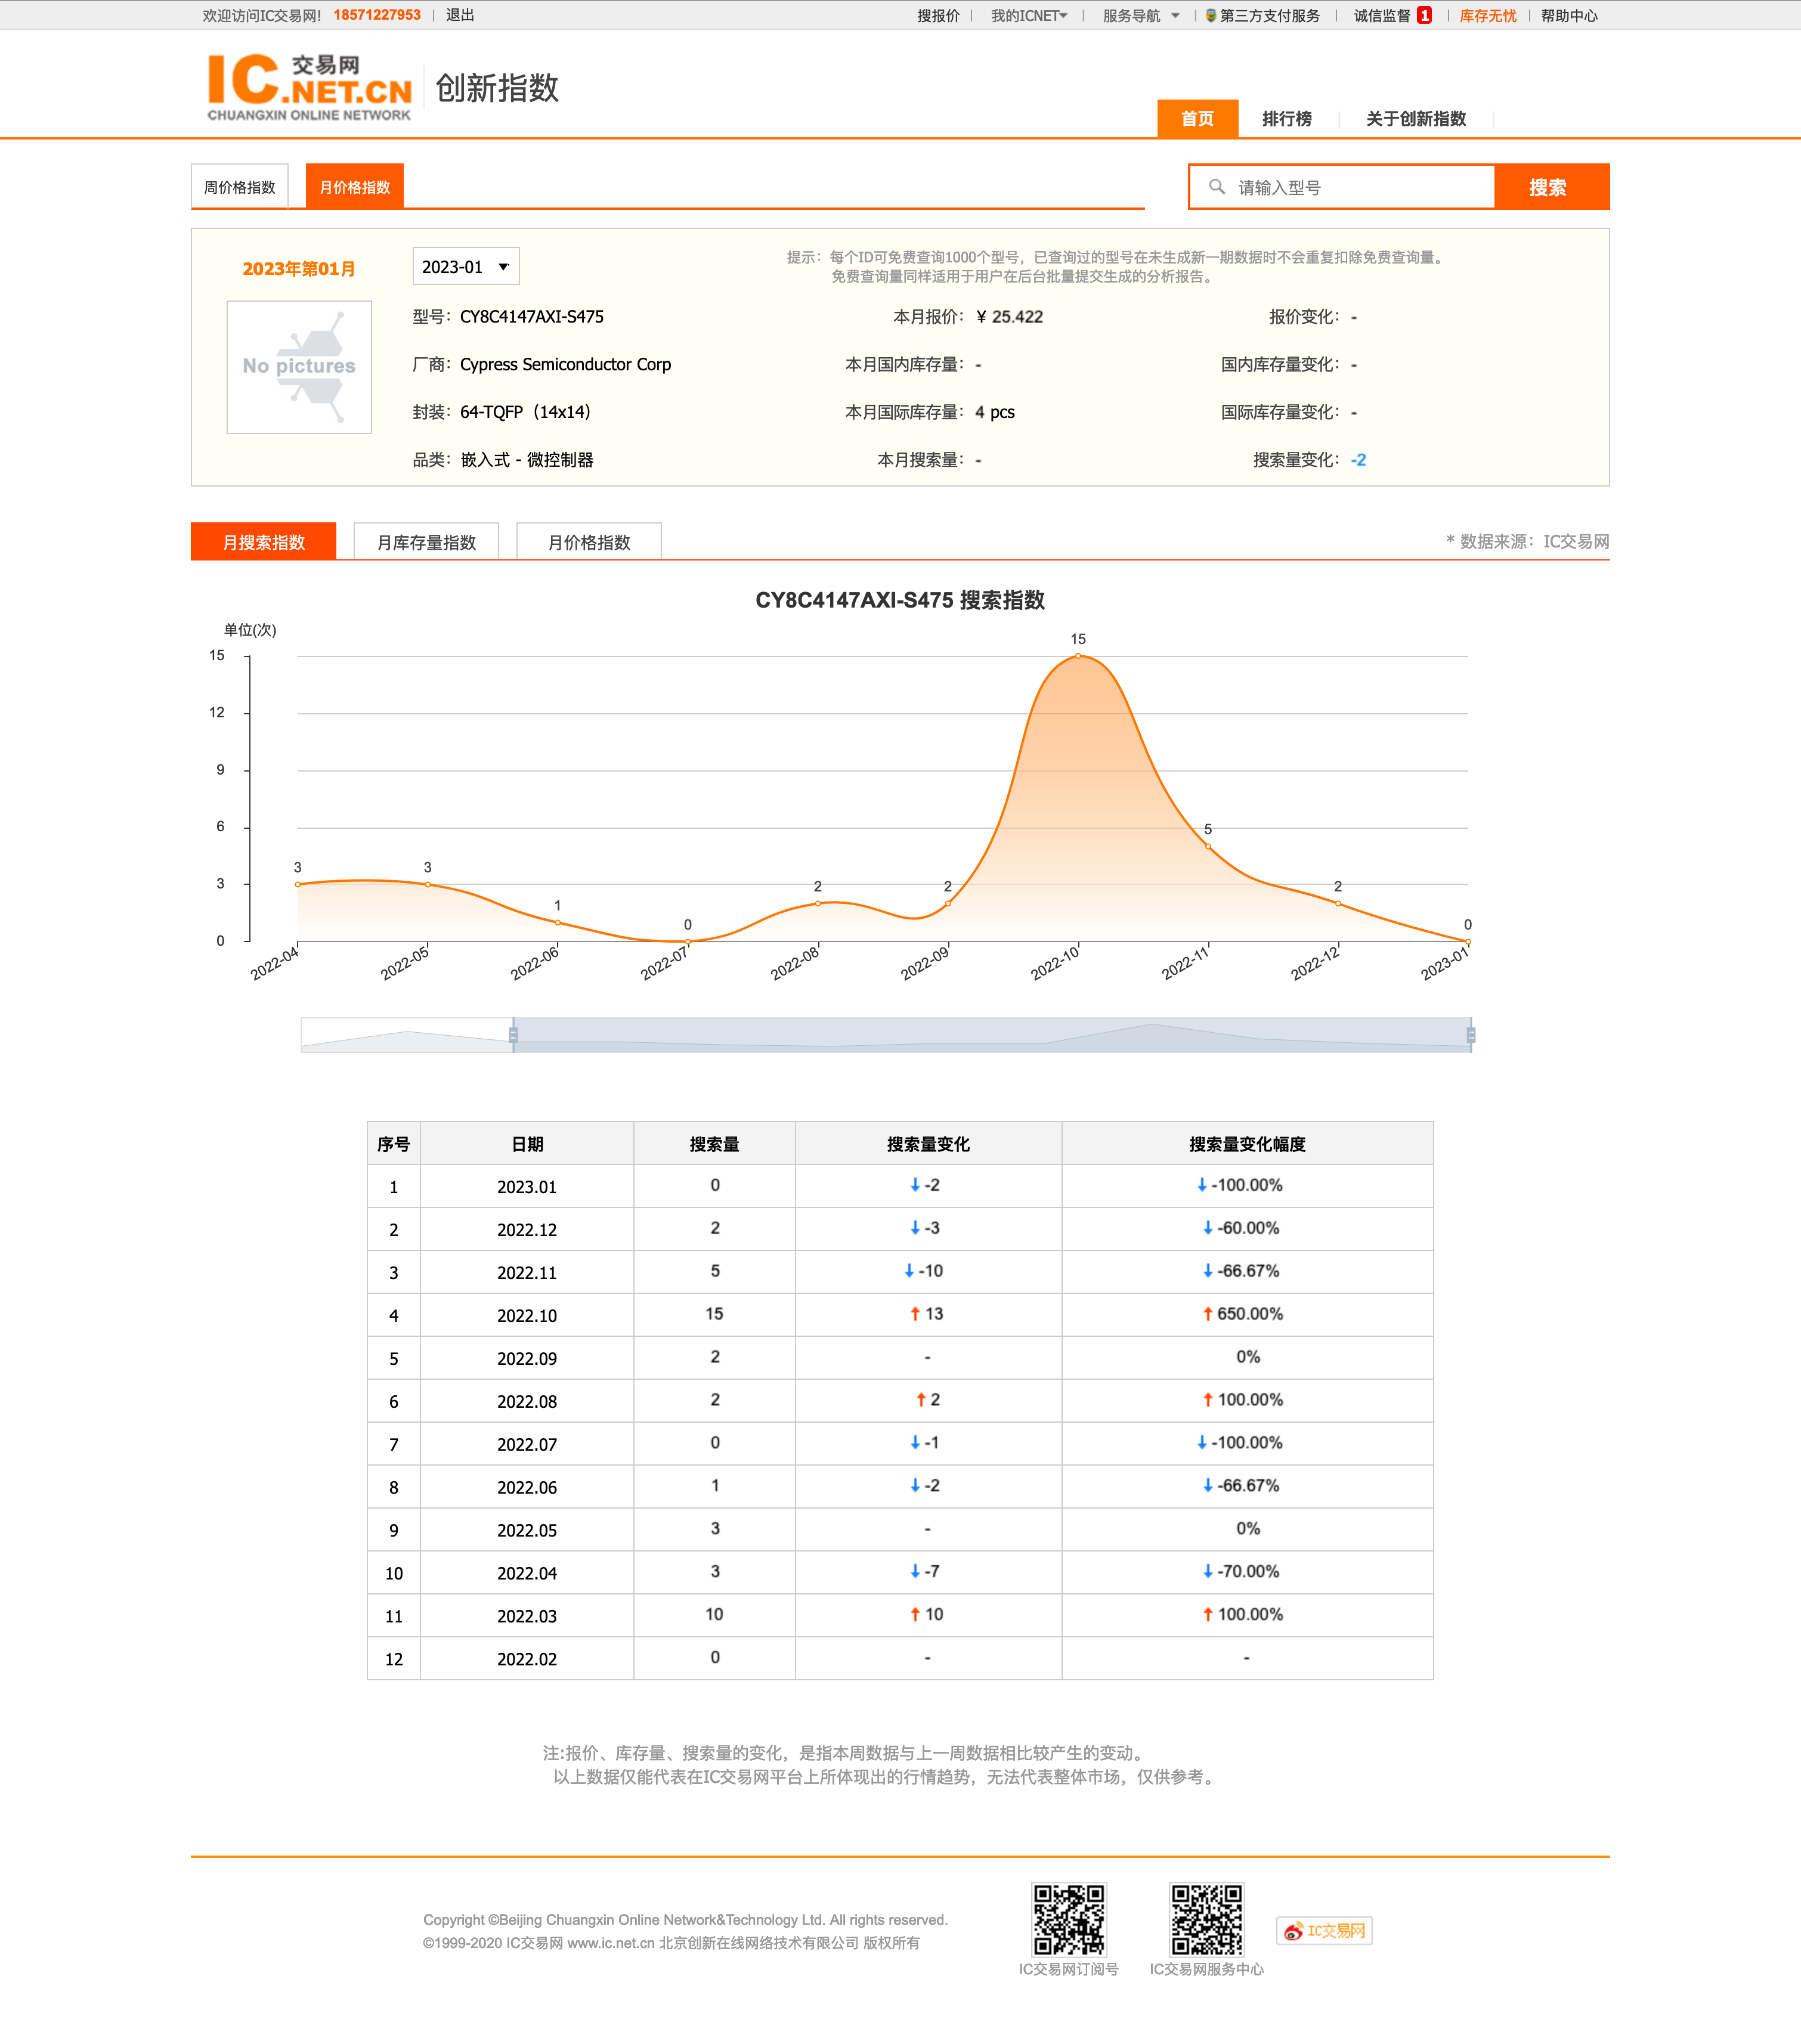 欢迎访问IC交易网! 18571227953 | 退出 搜报价 | 我的ICNET | 服务导航 | 第三方支付服务 | 诚信监督 1 | 库存无忧 | 帮助中心
IC 交易网 .NET.CN
CHUANGXIN ONLINE NETWORK
创新指数
首页 排行榜 关于创新指数
周价格指数 月价格指数 请输入型号 搜索
2023年第01月 2023-01
提示：每个ID可免费查询1000个型号，已查询过的型号在未生成新一期数据时不会重复扣除免费查询量。
免费查询量同样适用于用户在后台批量提交生成的分析报告。
No pictures
型号：CY8C4147AXI-S475 本月报价：¥ 25.422 报价变化：-
厂商：Cypress Semiconductor Corp 本月国内库存量：- 国内库存量变化：-
封装：64-TQFP（14x14） 本月国际库存量：4 pcs 国际库存量变化：-
品类：嵌入式 - 微控制器 本月搜索量：- 搜索量变化：-2
月搜索指数 月库存量指数 月价格指数 * 数据来源：IC交易网
CY8C4147AXI-S475 搜索指数
单位(次)
15
12
9
6
3
0
3 3 1 0 2 2 15 5 2 0
2022-04 2022-05 2022-06 2022-07 2022-08 2022-09 2022-10 2022-11 2022-12 2023-01
序号 日期 搜索量 搜索量变化 搜索量变化幅度
1 2023.01 0 ↓ -2 ↓ -100.00%
2 2022.12 2 ↓ -3 ↓ -60.00%
3 2022.11 5 ↓ -10 ↓ -66.67%
4 2022.10 15 ↑ 13 ↑ 650.00%
5 2022.09 2 - 0%
6 2022.08 2 ↑ 2 ↑ 100.00%
7 2022.07 0 ↓ -1 ↓ -100.00%
8 2022.06 1 ↓ -2 ↓ -66.67%
9 2022.05 3 - 0%
10 2022.04 3 ↓ -7 ↓ -70.00%
11 2022.03 10 ↑ 10 ↑ 100.00%
12 2022.02 0 - -
注:报价、库存量、搜索量的变化，是指本周数据与上一周数据相比较产生的变动。
以上数据仅能代表在IC交易网平台上所体现出的行情趋势，无法代表整体市场，仅供参考。
Copyright ©Beijing Chuangxin Online Network&Technology Ltd. All rights reserved.
©1999-2020 IC交易网 www.ic.net.cn 北京创新在线网络技术有限公司 版权所有
IC交易网订阅号 IC交易网服务中心 IC交易网